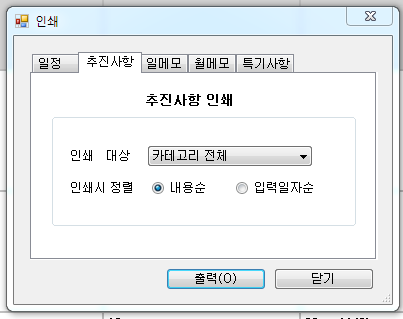 인쇄
일정 추진사항 일메모 월메모 특기사항
추진사항 인쇄
인쇄 대상 카테고리 전체
인쇄시 정렬 내용순 입력일자순
출력(O) 닫기